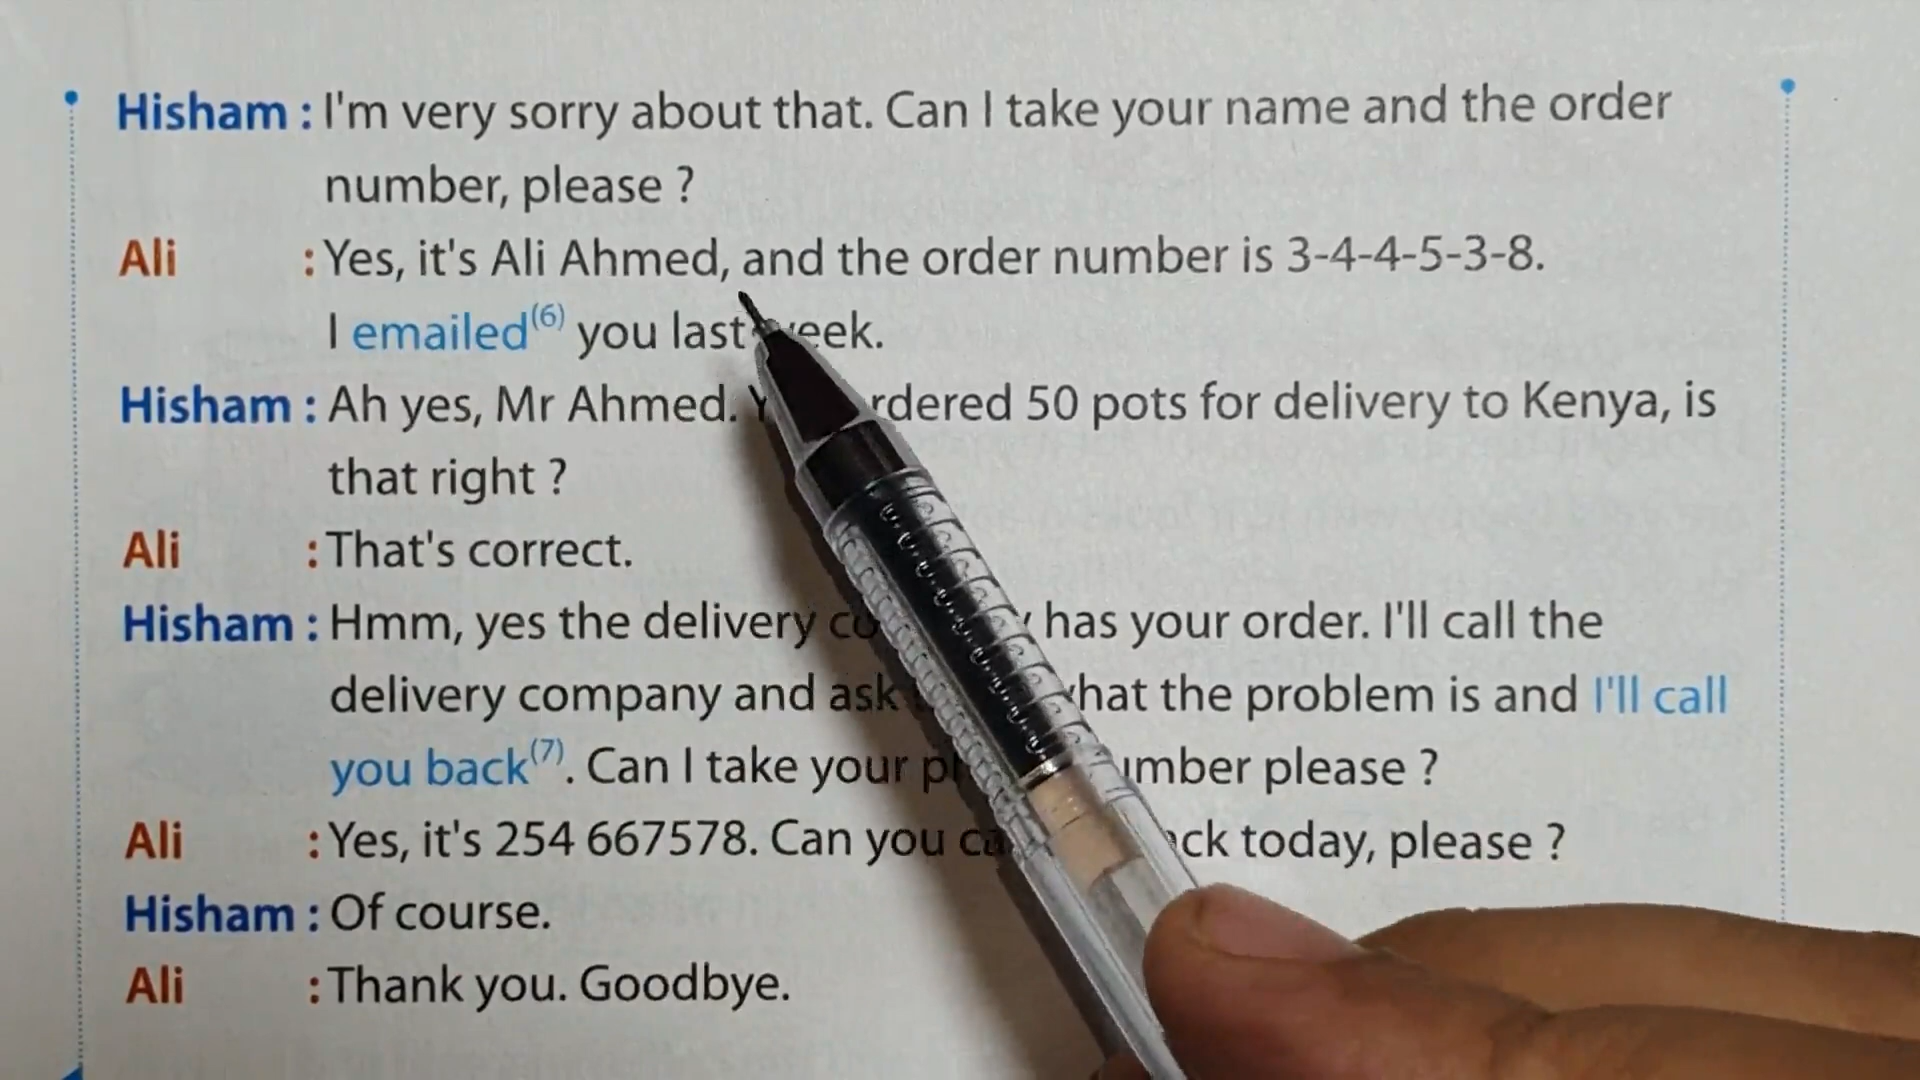 Hisham : I'm very sorry about that. Can I take your name and the order
number, please ?
Ali : Yes, it's Ali Ahmed, and the order number is 3-4-4-5-3-8.
I emailed(6) you last week.
Hisham : Ah yes, Mr Ahmed. ordered 50 pots for delivery to Kenya, is
that right ?
Ali : That's correct.
Hisham : Hmm, yes the delivery has your order. I'll call the
delivery company and ask what the problem is and I'll call
you back(7). Can I take your number please ?
Ali : Yes, it's 254 667578. Can you back today, please ?
Hisham : Of course.
Ali : Thank you. Goodbye.